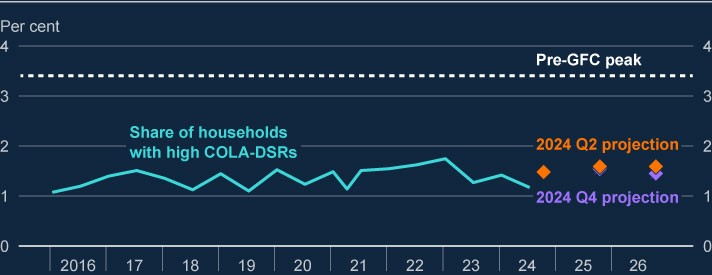 Per cent
4 4
Pre-GFC peak
3 3
Share of households
with high COLA-DSRs
2024 Q2 projection
2 2
2024 Q4 projection
1 1
0 0
2016 17 18 19 20 21 22 23 24 25 26